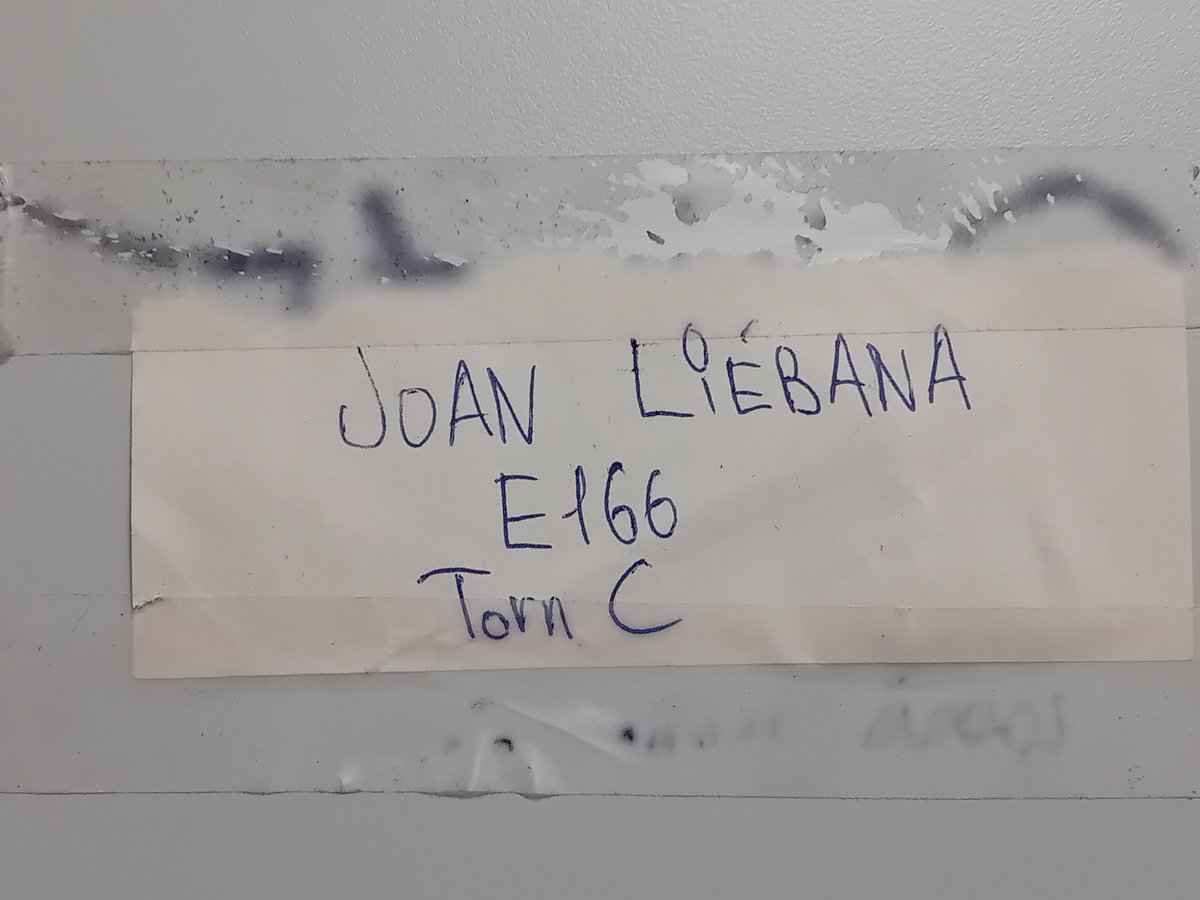 JOAN LIÉBANA
E166
Torn C